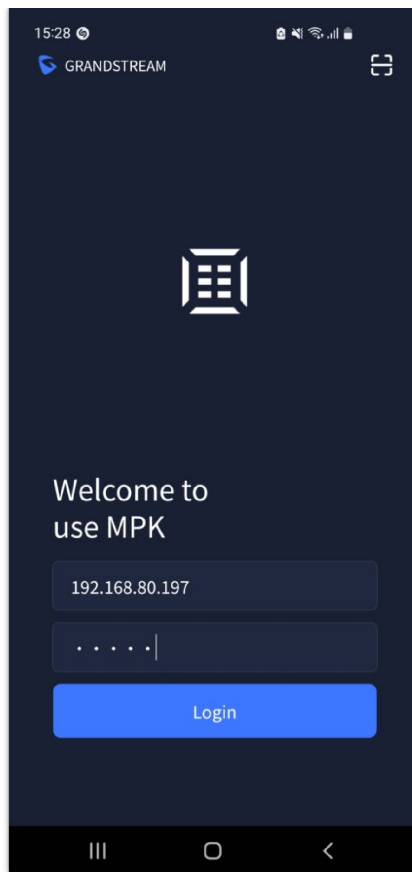 15:28
GRANDSTREAM
Welcome to
use MPK
192.168.80.197
Login